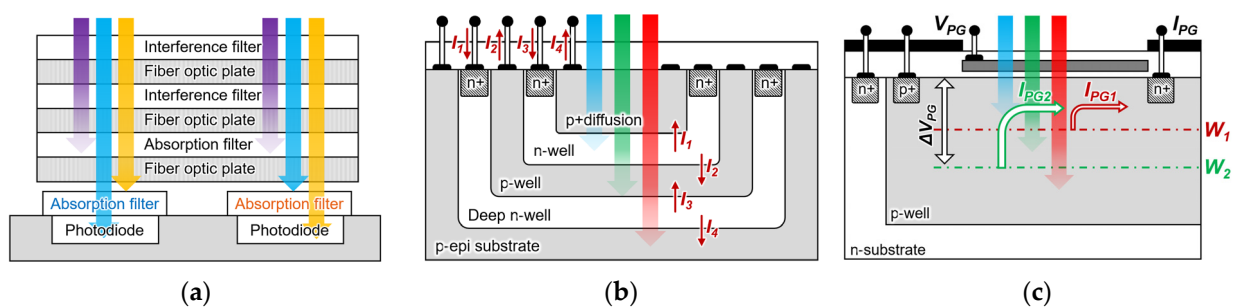 Interference filter
Fiber optic plate
Interference filter
Fiber optic plate
Absorption filter
Fiber optic plate
Absorption filter
Absorption filter
Photodiode
Photodiode
(a)
I1
I2
I3
I4
n+
n+
n+
n+
p+diffusion
I1
n-well
I2
p-well
I3
Deep n-well
I4
p-epi substrate
(b)
VPG
IPG
n+
p+
n+
ΔVPG
IPG2
IPG1
W1
W2
p-well
n-substrate
(c)